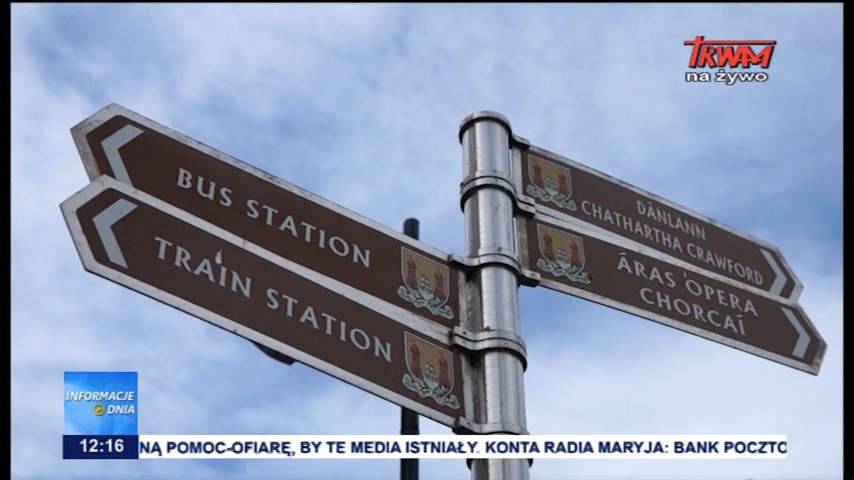 TRWAM
na żywo
BUS STATION
TRAIN STATION
DÁNLANN
CHATHARTHA CRAWFORD
ÁRAS 'OPERA
CHORCAÍ
INFORMACJE
DNIA
12:16
NĄ POMOC-OFIARĘ, BY TE MEDIA ISTNIAŁY. KONTA RADIA MARYJA: BANK POCZTO